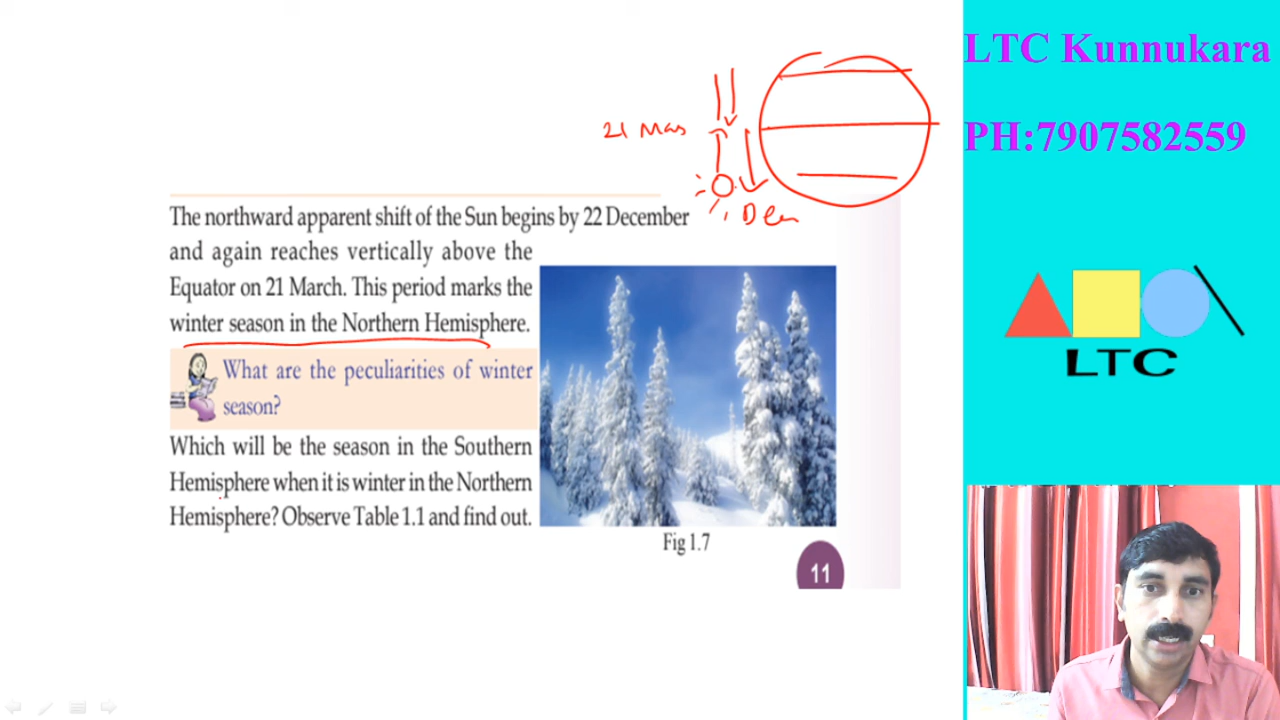 LTC Kunnukara
PH:7907582559
21 Mar
Dec
The northward apparent shift of the Sun begins by 22 December
and again reaches vertically above the
Equator on 21 March. This period marks the
winter season in the Northern Hemisphere.
What are the peculiarities of winter
season?
Which will be the season in the Southern
Hemisphere when it is winter in the Northern
Hemisphere? Observe Table 1.1 and find out.
Fig 1.7
11
LTC